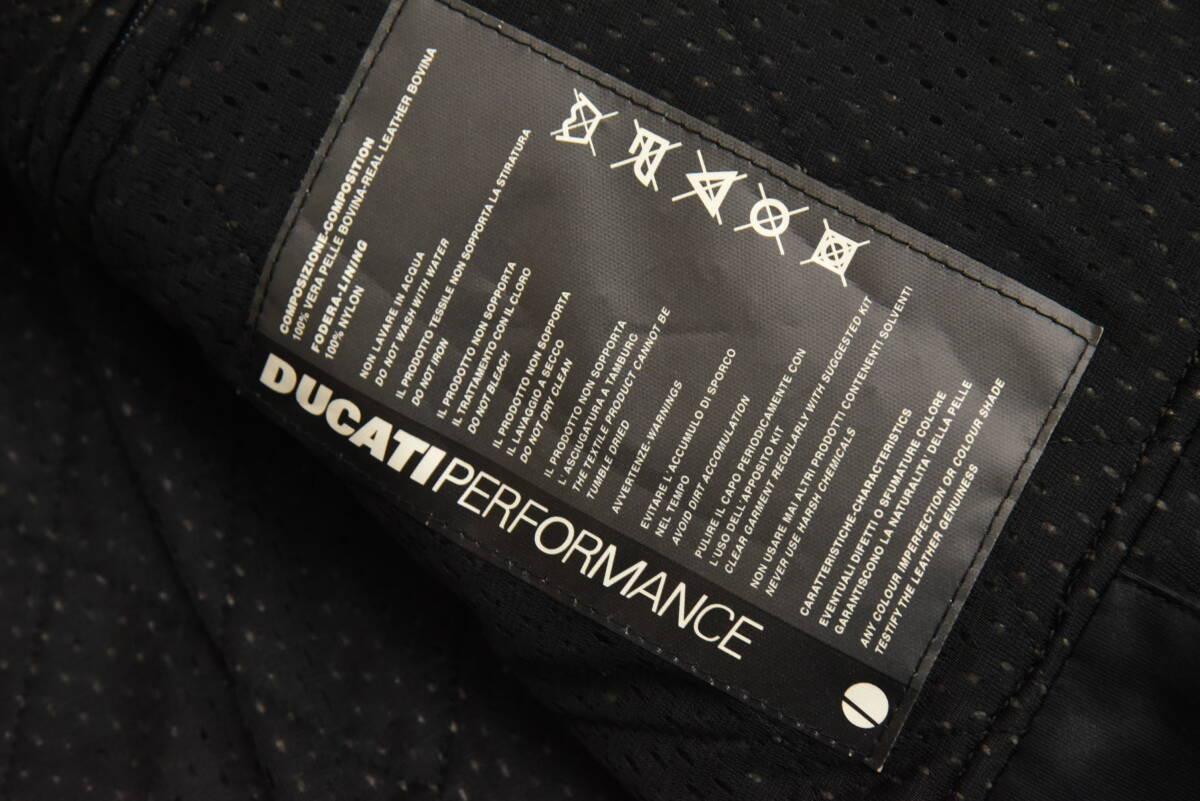 COMPOSIZIONE-COMPOSITION
100% VERA PELLE BOVINA-REAL LEATHER BOVINA
FODERA-LINING
100% NYLON
NON LAVARE IN ACQUA
DO NOT WASH WITH WATER
IL PRODOTTO TESSILE NON SOPPORTA LA STIRATURA
DO NOT IRON
IL PRODOTTO NON SOPPORTA
IL TRATTAMENTO CON IL CLORO
DO NOT BLEACH
IL PRODOTTO NON SOPPORTA
IL LAVAGGIO A SECCO
DO NOT DRY CLEAN
IL PRODOTTO NON SOPPORTA
L'ASCIUGATURA A TAMBURG
THE TEXTILE PRODUCT CANNOT BE
TUMBLE DRIED
AVVERTENZE-WARNINGS
EVITARE L'ACCUMULO DI SPORCO
NEL TEMPO
AVOID DIRT ACCOMULATION
PULIRE IL CAPO PERIODICAMENTE CON
L'USO DELL'APPOSITO KIT
CLEAR GARMENT REGULARLY WITH SUGGESTED KIT
NON USARE MAI ALTRI PRODOTTI CONTENENTI SOLVENTI
NEVER USE HARSH CHEMICALS
CARATTERISTICHE-CHARACTERISTICS
EVENTUALI DIFETTI O SFUMATURE COLORE
GARANTISCONO LA NATURALITA' DELLA PELLE
ANY COLOUR IMPERFECTION OR COLOUR SHADE
TESTIFY THE LEATHER GENUINESS
DUCATIPERFORMANCE